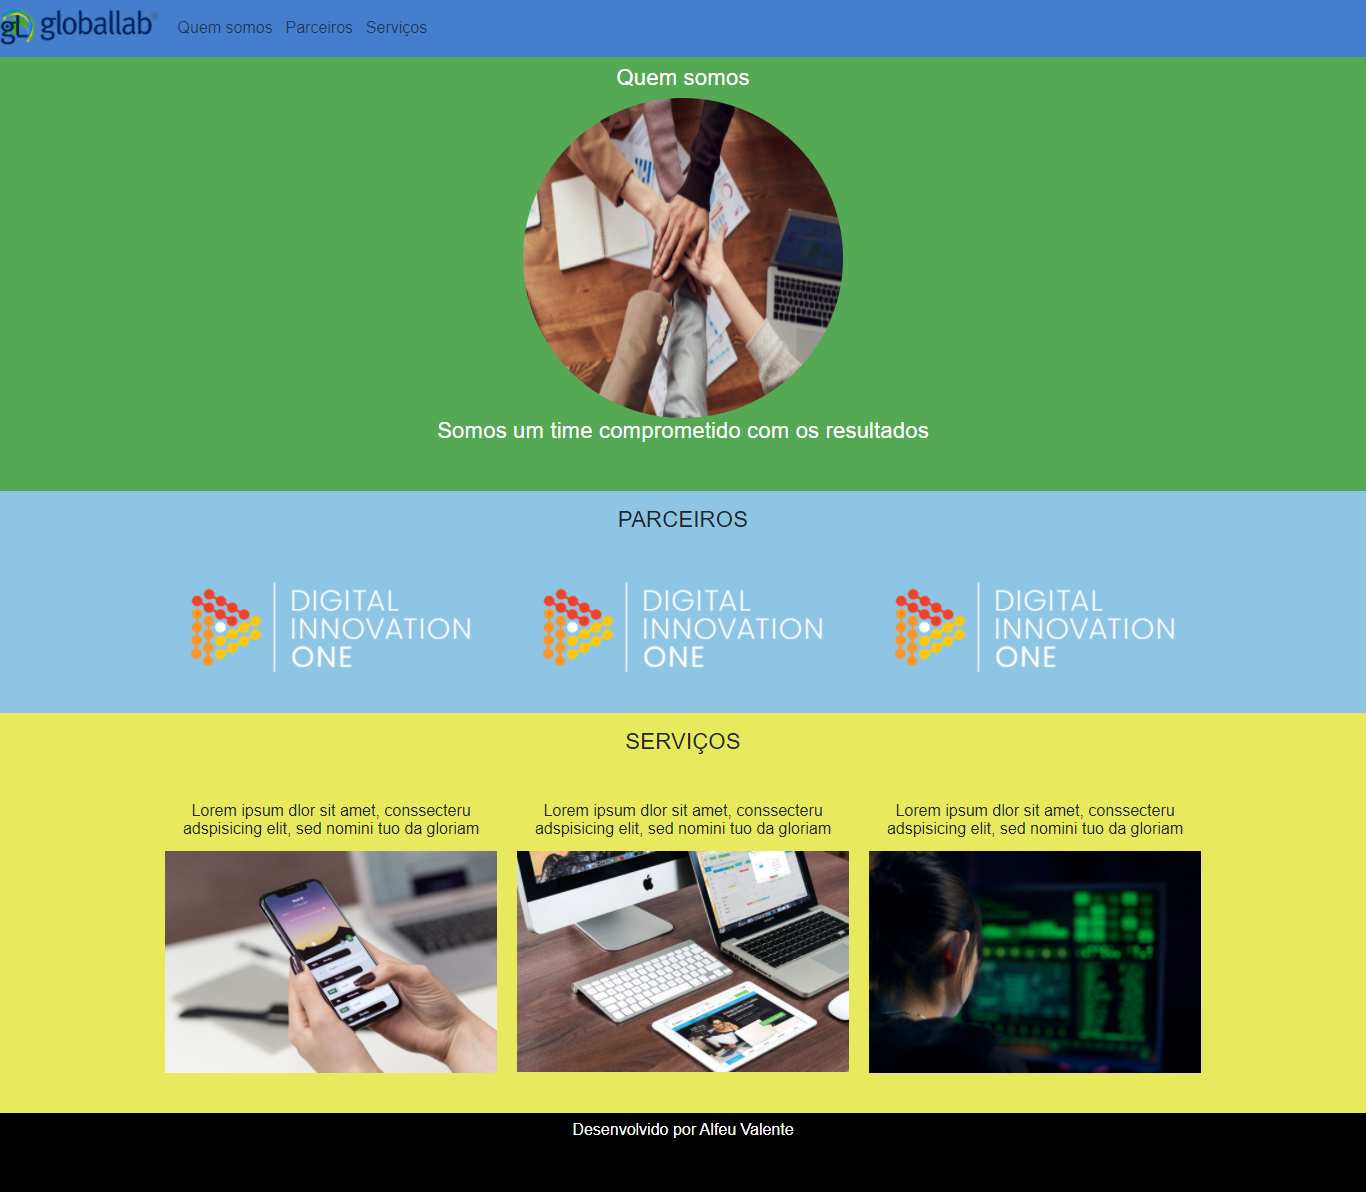 gL globallab
Quem somos Parceiros Serviços
Quem somos
Somos um time comprometido com os resultados
PARCEIROS
DIGITAL
INNOVATION
ONE
DIGITAL
INNOVATION
ONE
DIGITAL
INNOVATION
ONE
SERVIÇOS
Lorem ipsum dlor sit amet, conssecteru
adspisicing elit, sed nomini tuo da gloriam
Lorem ipsum dlor sit amet, conssecteru
adspisicing elit, sed nomini tuo da gloriam
Lorem ipsum dlor sit amet, conssecteru
adspisicing elit, sed nomini tuo da gloriam
Desenvolvido por Alfeu Valente